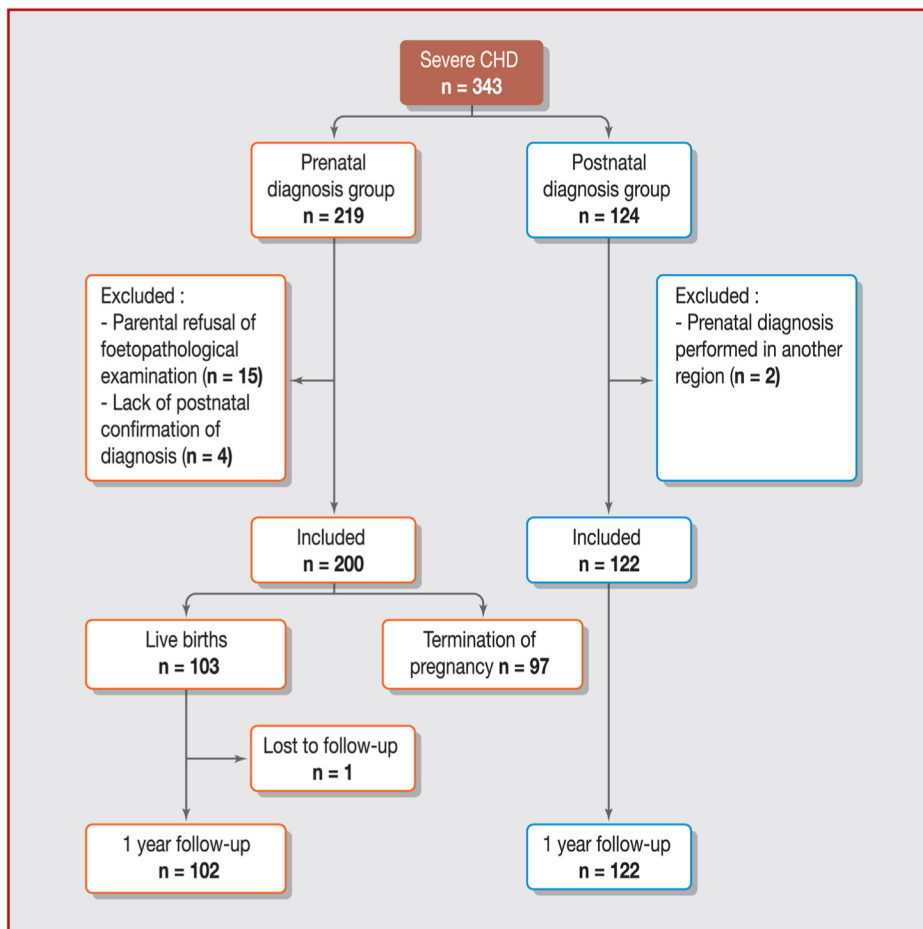 Severe CHD
n = 343
Prenatal
diagnosis group
n = 219
Postnatal
diagnosis group
n = 124
Excluded :
- Parental refusal of
foetopathological
examination (n = 15)
- Lack of postnatal
confirmation of
diagnosis (n = 4)
Excluded :
- Prenatal diagnosis
performed in another
region (n = 2)
Included
n = 200
Included
n = 122
Live births
n = 103
Termination of
pregnancy n = 97
Lost to follow-up
n = 1
1 year follow-up
n = 102
1 year follow-up
n = 122